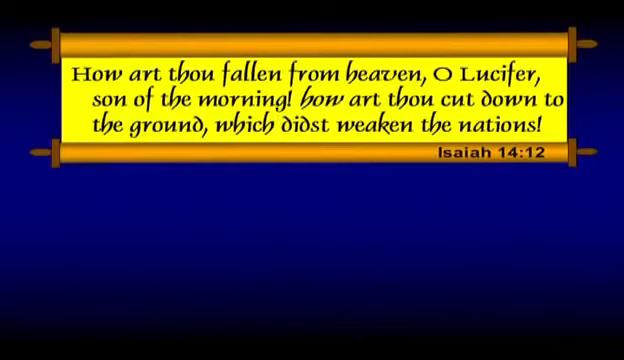 How art thou fallen from heaven, O Lucifer,
son of the morning! how art thou cut down to
the ground, which didst weaken the nations!
Isaiah 14:12